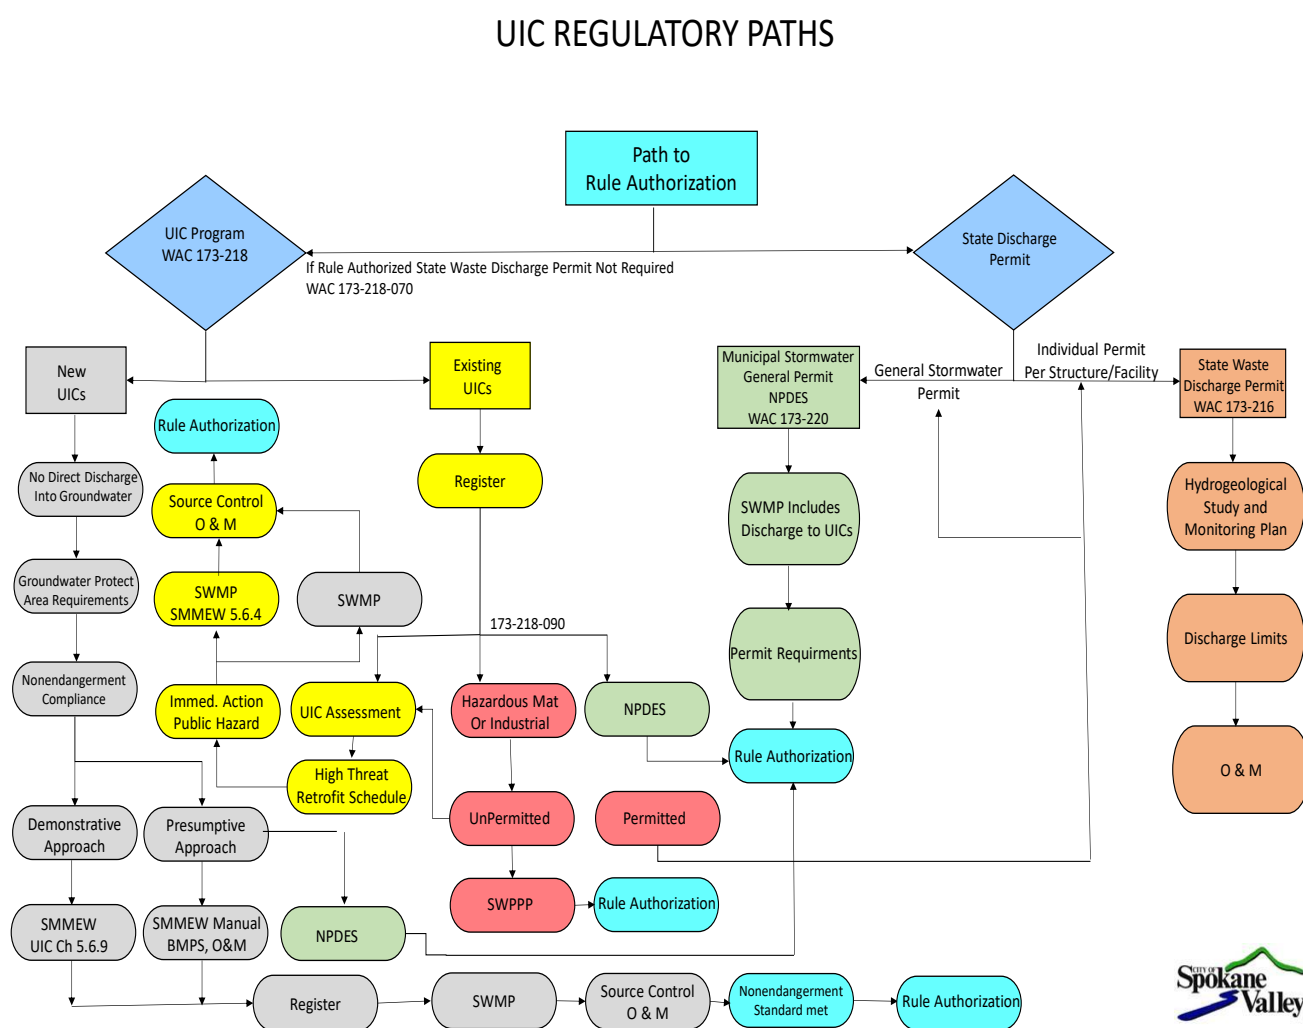 UIC REGULATORY PATHS
Path to
Rule Authorization
UIC Program
WAC 173-218
State Discharge
Permit
If Rule Authorized State Waste Discharge Permit Not Required
WAC 173-218-070
New
UICs
Existing
UICs
Municipal Stormwater
General Permit
NPDES
WAC 173-220
General Stormwater
Permit
Individual Permit
Per Structure/Facility
State Waste
Discharge Permit
WAC 173-216
Rule Authorization
No Direct Discharge
Into Groundwater
Source Control
O & M
Register
SWMP Includes
Discharge to UICs
Hydrogeological
Study and
Monitoring Plan
Groundwater Protect
Area Requirements
SWMP
SMMEW 5.6.4
SWMP
173-218-090
Permit Requirments
Discharge Limits
Nonendangerment
Compliance
Immed. Action
Public Hazard
UIC Assessment
Hazardous Mat
Or Industrial
NPDES
Rule Authorization
O & M
High Threat
Retrofit Schedule
Demonstrative
Approach
Presumptive
Approach
UnPermitted
Permitted
SMMEW
UIC Ch 5.6.9
SMMEW Manual
BMPS, O&M
NPDES
SWPPP
Rule Authorization
Register
SWMP
Source Control
O & M
Nonendangerment
Standard met
Rule Authorization
CITY OF
Spokane
Valley